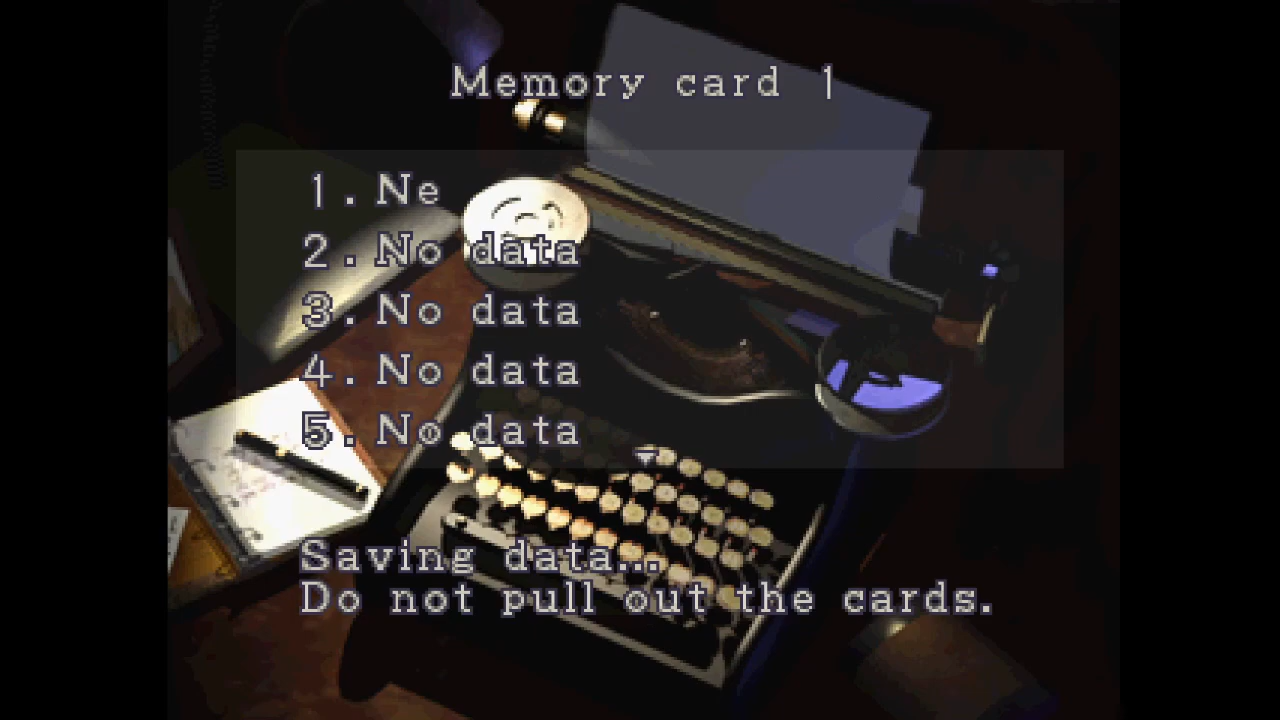 Memory card 1
1. Ne
2. No data
3. No data
4. No data
5. No data
Saving data...
Do not pull out the cards.